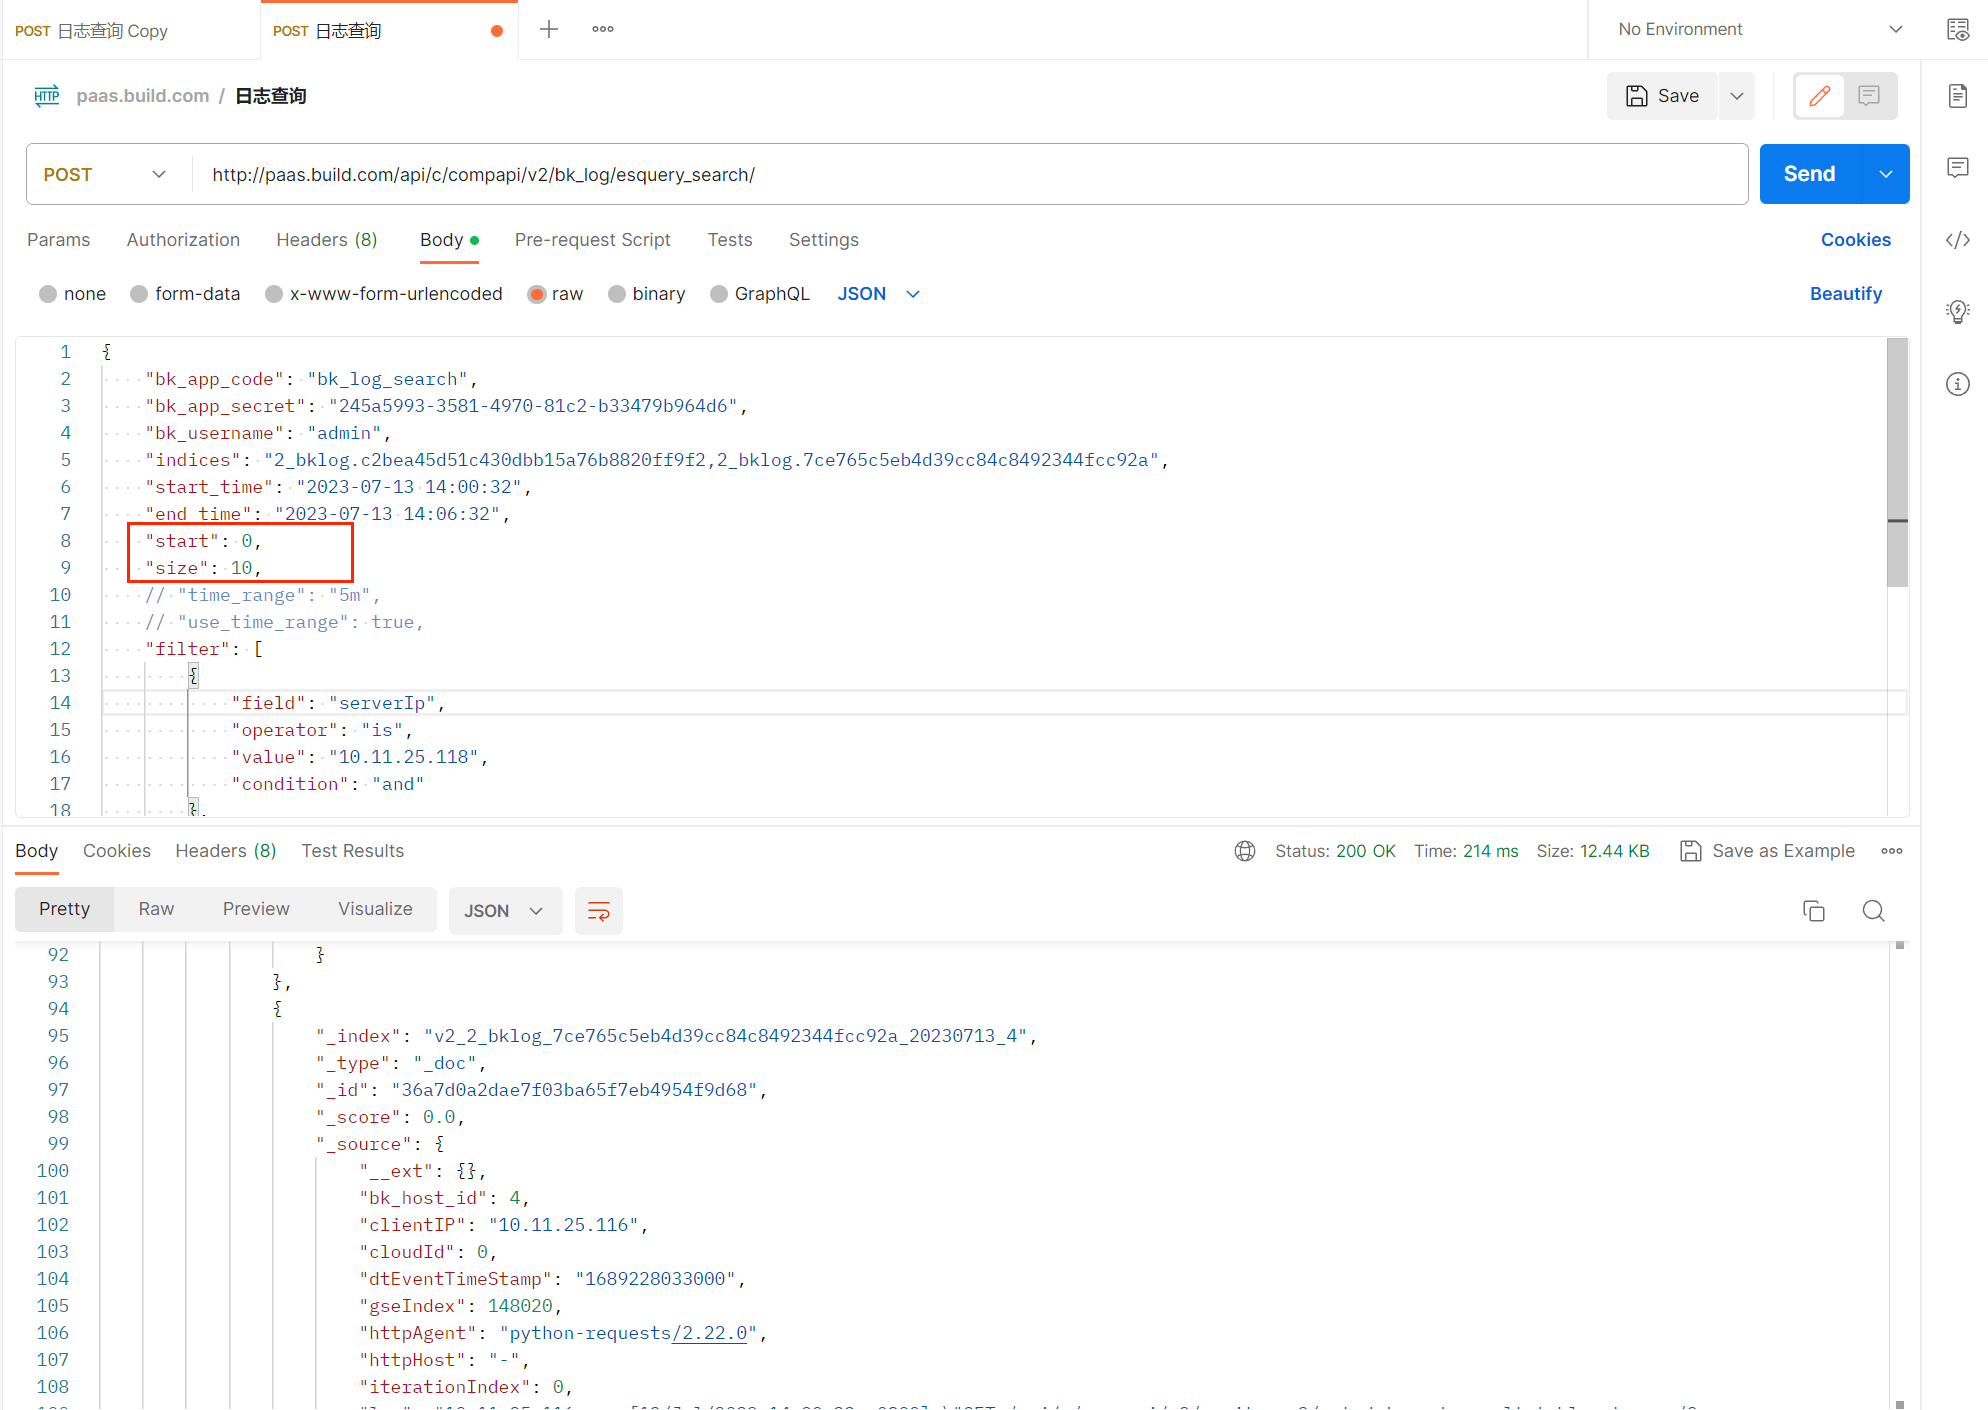 POST 日志查询 Copy
POST 日志查询
No Environment
HTTP paas.build.com / 日志查询
Save
POST
http://paas.build.com/api/c/compapi/v2/bk_log/esquery_search/
Send
Params Authorization Headers (8) Body Pre-request Script Tests Settings Cookies
none form-data x-www-form-urlencoded raw binary GraphQL JSON Beautify
1 {
2 "bk_app_code": "bk_log_search",
3 "bk_app_secret": "245a5993-3581-4970-81c2-b33479b964d6",
4 "bk_username": "admin",
5 "indices": "2_bklog.c2bea45d51c430dbb15a76b8820ff9f2,2_bklog.7ce765c5eb4d39cc84c8492344fcc92a",
6 "start_time": "2023-07-13 14:00:32",
7 "end_time": "2023-07-13 14:06:32",
8 "start": 0,
9 "size": 10,
10 // "time_range": "5m",
11 // "use_time_range": true,
12 "filter": [
13 {
14 "field": "serverIp",
15 "operator": "is",
16 "value": "10.11.25.118",
17 "condition": "and"
18 },
Body Cookies Headers (8) Test Results Status: 200 OK Time: 214 ms Size: 12.44 KB Save as Example
Pretty Raw Preview Visualize JSON
92 }
93 },
94 {
95 "_index": "v2_2_bklog_7ce765c5eb4d39cc84c8492344fcc92a_20230713_4",
96 "_type": "_doc",
97 "_id": "36a7d0a2dae7f03ba65f7eb4954f9d68",
98 "_score": 0.0,
99 "_source": {
100 "__ext": {},
101 "bk_host_id": 4,
102 "clientIP": "10.11.25.116",
103 "cloudId": 0,
104 "dtEventTimeStamp": "1689228033000",
105 "gseIndex": 148020,
106 "httpAgent": "python-requests/2.22.0",
107 "httpHost": "-",
108 "iterationIndex": 0,